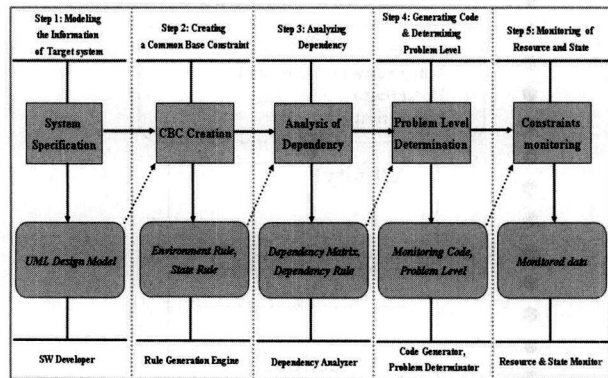 Step 1: Modeling
the Information
of Target system
Step 2: Creating
a Common Base Constraint
Step 3: Analyzing
Dependency
Step 4: Generating Code
& Determining
Problem Level
Step 5: Monitoring of
Resource and State
System
Specification
CBC Creation
Analysis of
Dependency
Problem Level
Determination
Constraints
monitoring
UML Design Model
Environment Rule,
State Rule
Dependency Matrix,
Dependency Rule
Monitoring Code,
Problem Level
Monitored data
SW Developer
Rule Generation Engine
Dependency Analyzer
Code Generator,
Problem Determinator
Resource & State Monitor